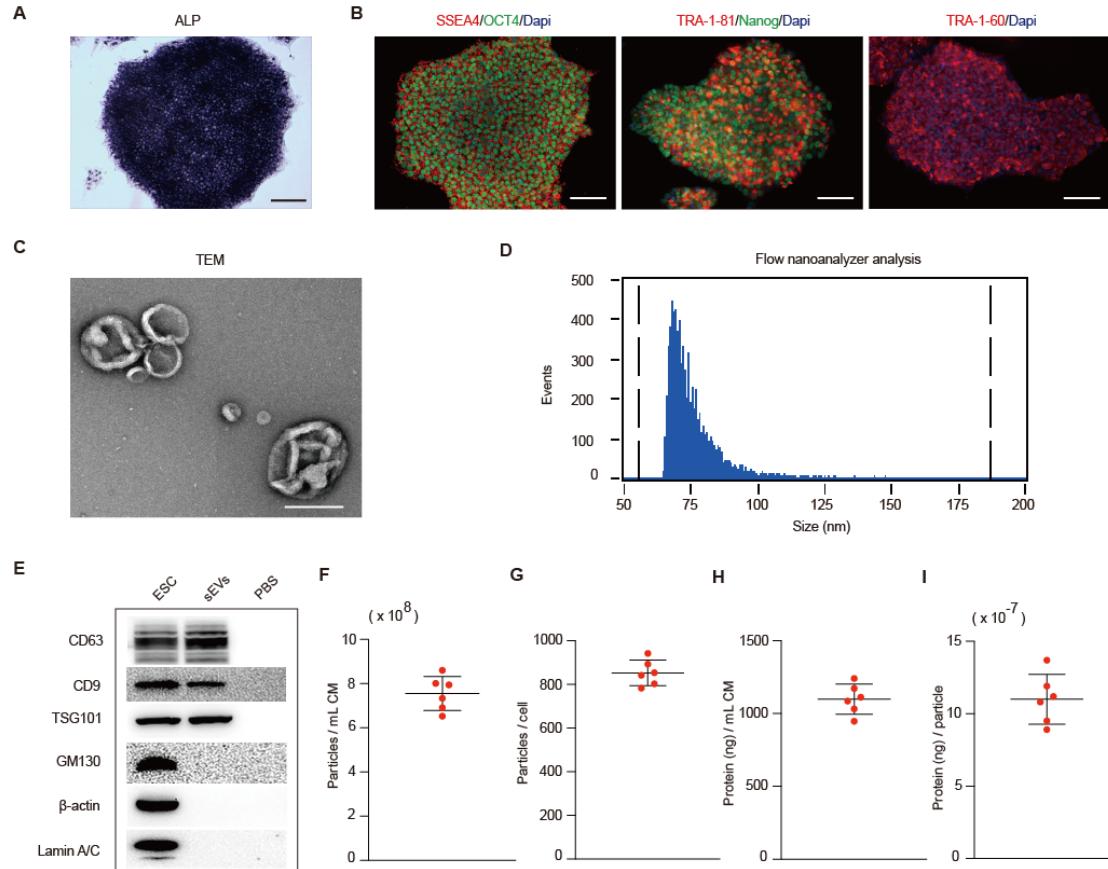 A
ALP
B
SSEA4/OCT4/Dapi
TRA-1-81/Nanog/Dapi
TRA-1-60/Dapi
C
TEM
D
Flow nanoanalyzer analysis
500
400
300
200
100
0
Events
50
75
100
125
150
175
200
Size (nm)
E
ESC
sEVs
PBS
CD63
CD9
TSG101
GM130
β-actin
Lamin A/C
F
( x 10^8 )
10
8
6
4
2
0
Particles / mL CM
G
1000
800
600
400
200
0
Particles / cell
H
1500
1000
500
0
Protein (ng) / mL CM
I
( x 10^-7 )
15
10
5
0
Protein (ng) / particle